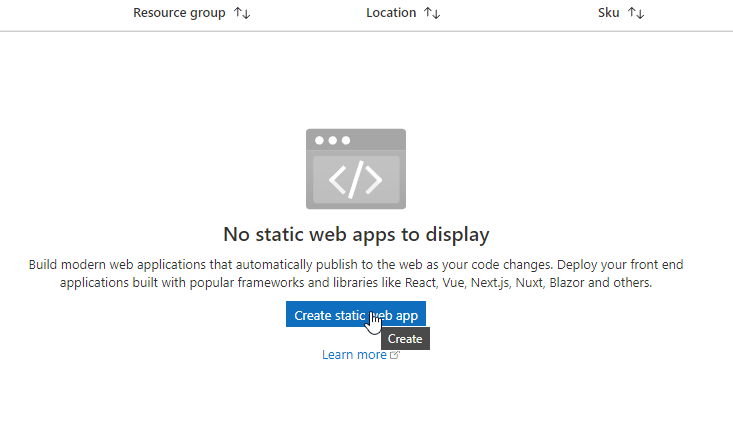 Resource group ↑↓ Location ↑↓ Sku ↑↓
</>
No static web apps to display
Build modern web applications that automatically publish to the web as your code changes. Deploy your front end
applications built with popular frameworks and libraries like React, Vue, Next.js, Nuxt, Blazor and others.
Create static web app
Create
Learn more